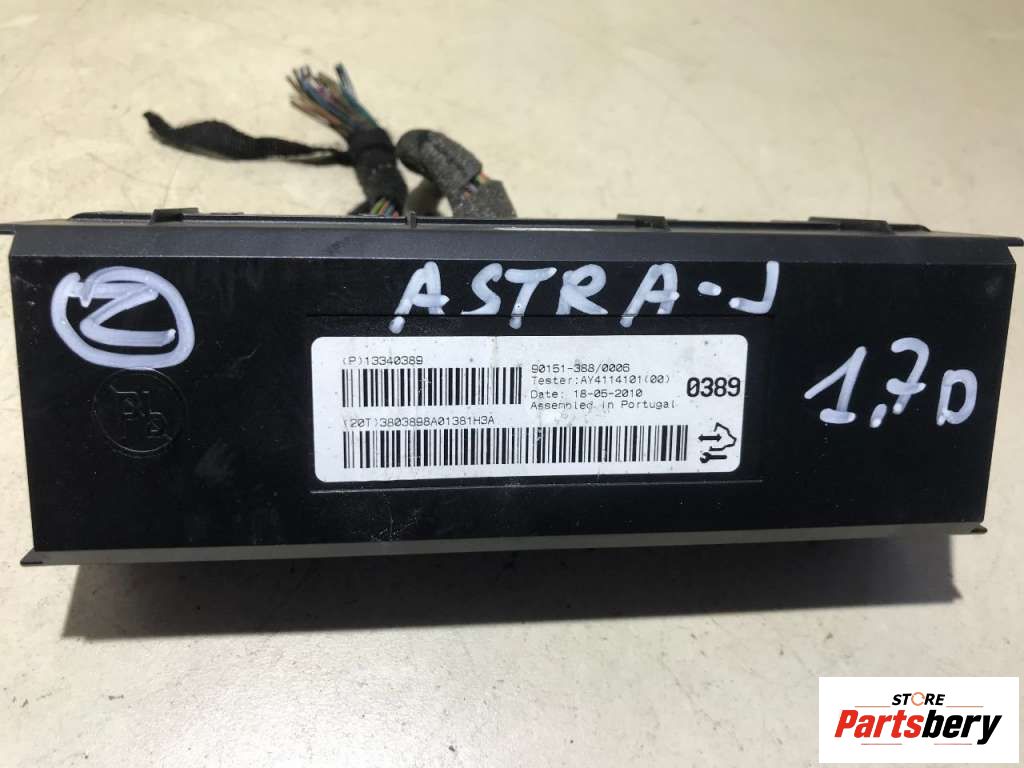 ASTRA-J
(P)13340389
90151-388/0006
Tester:AY4114101(00)
Date: 18-05-2010
Assembled in Portugal
0389
(20T)3803898A01381H3A
1,7D
STORE
Partsbery